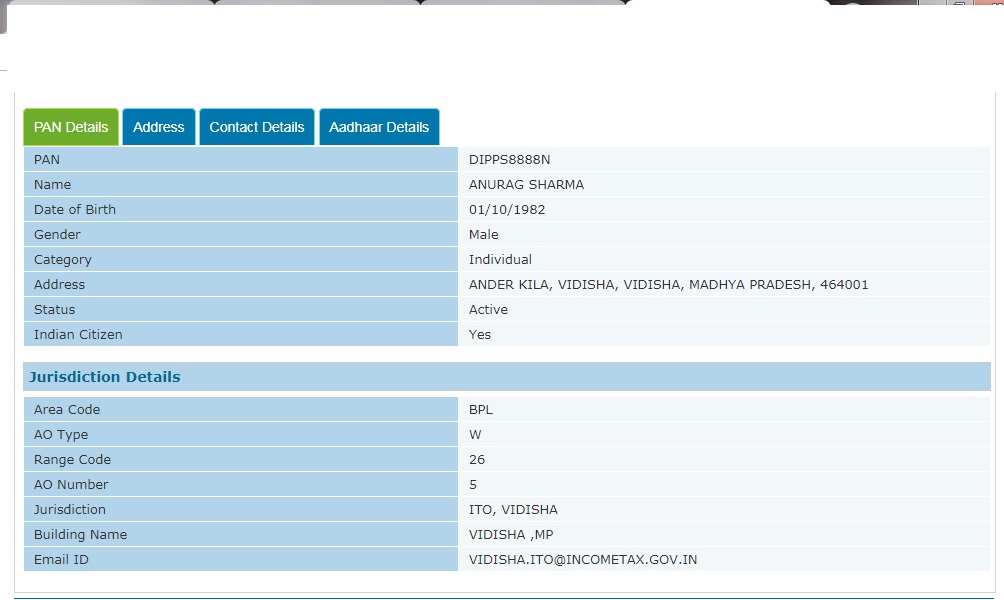 PAN Details Address Contact Details Aadhaar Details
PAN DIPPS8888N
Name ANURAG SHARMA
Date of Birth 01/10/1982
Gender Male
Category Individual
Address ANDER KILA, VIDISHA, VIDISHA, MADHYA PRADESH, 464001
Status Active
Indian Citizen Yes
Jurisdiction Details
Area Code BPL
AO Type W
Range Code 26
AO Number 5
Jurisdiction ITO, VIDISHA
Building Name VIDISHA ,MP
Email ID VIDISHA.ITO@INCOMETAX.GOV.IN